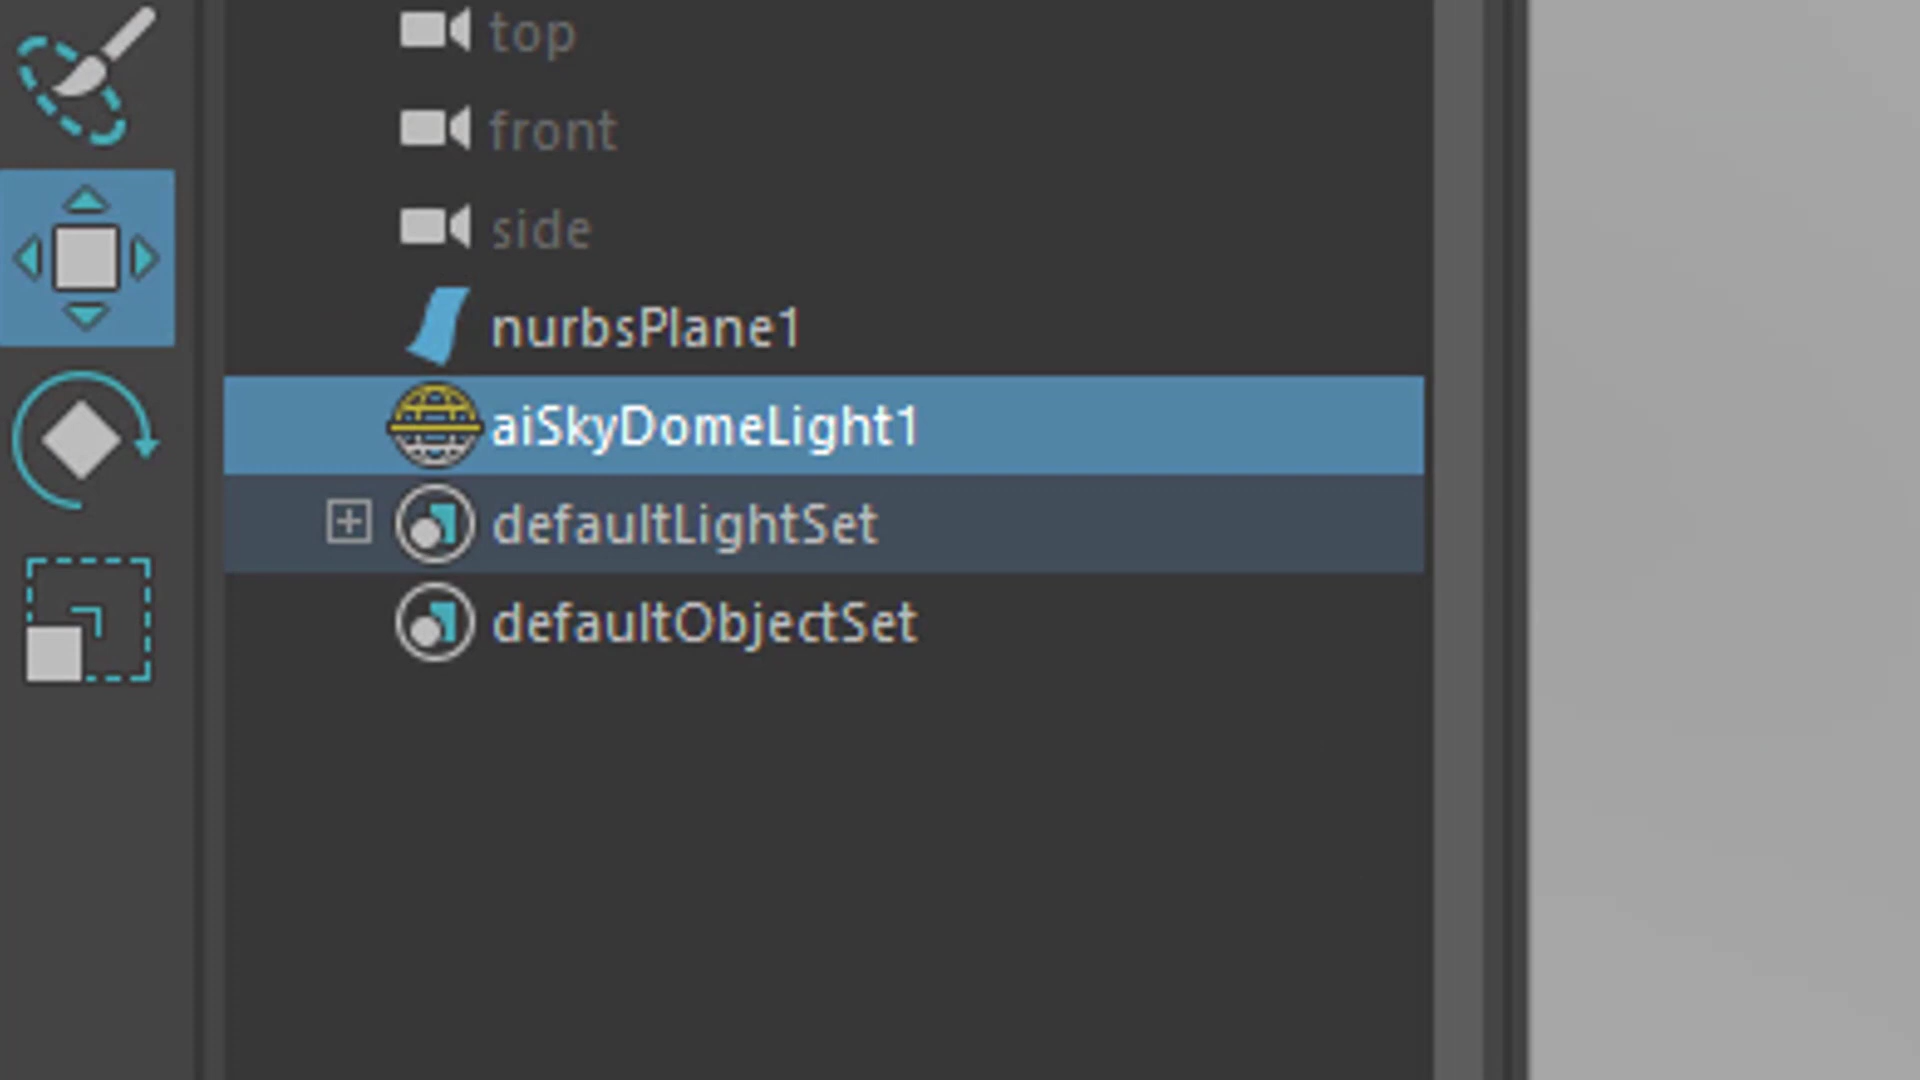 top
front
side
nurbsPlane1
aiSkyDomeLight1
defaultLightSet
defaultObjectSet